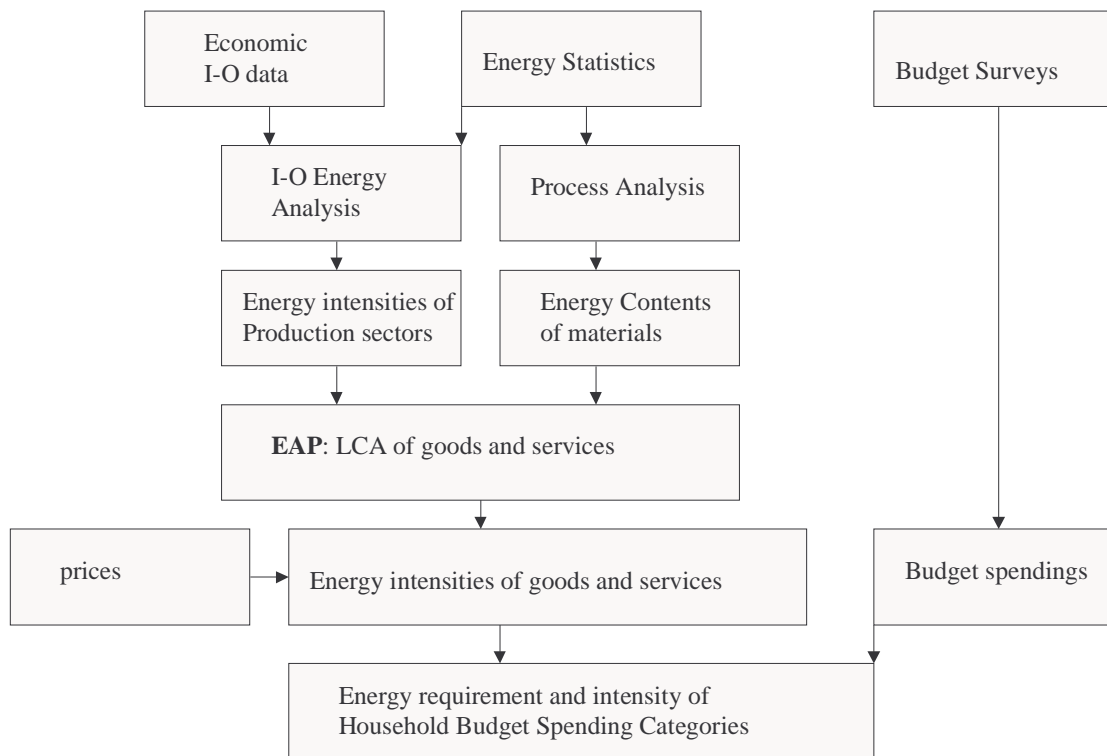 Economic
I-O data
Energy Statistics
Budget Surveys
I-O Energy
Analysis
Process Analysis
Energy intensities of
Production sectors
Energy Contents
of materials
EAP: LCA of goods and services
prices
Energy intensities of goods and services
Budget spendings
Energy requirement and intensity of
Household Budget Spending Categories